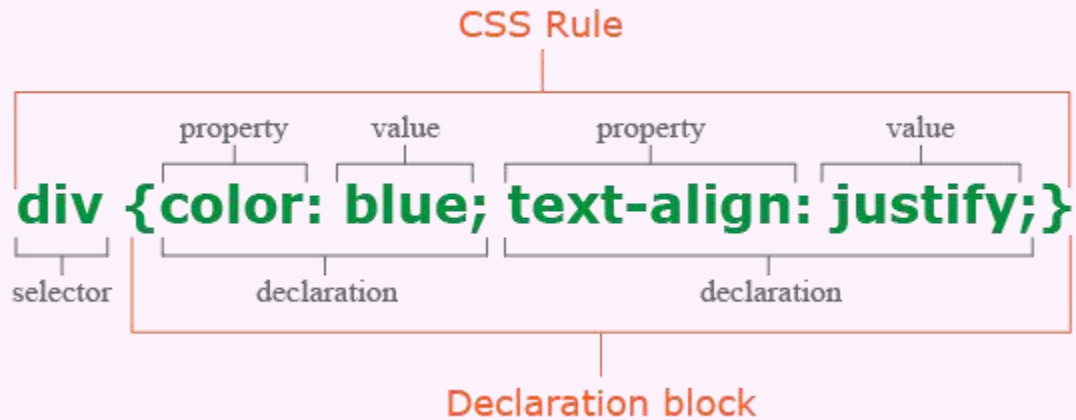 CSS Rule
property value property value
div {color: blue; text-align: justify;}
selector declaration declaration
Declaration block